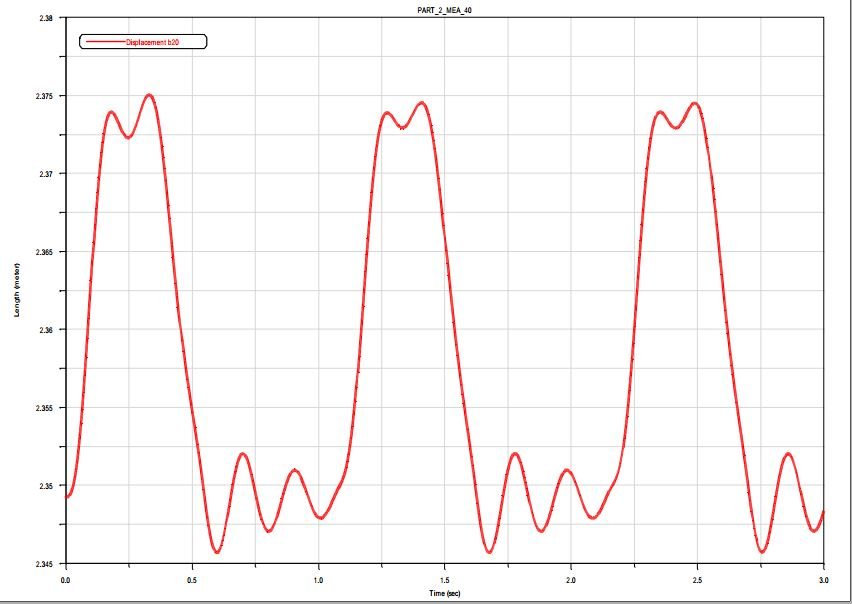 PART_2_MEA_40
2.38
Displacement b20
2.375
2.37
2.365
Length (meter)
2.36
2.355
2.35
2.345
0.0 0.5 1.0 1.5 2.0 2.5 3.0
Time (sec)